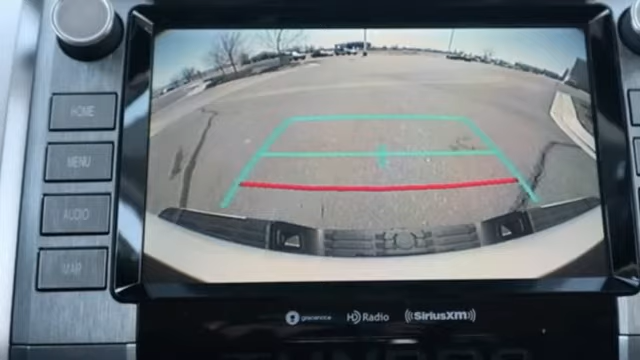 HOME
MENU
AUDIO
MAP
gracenote
HD Radio
((SiriusXM))